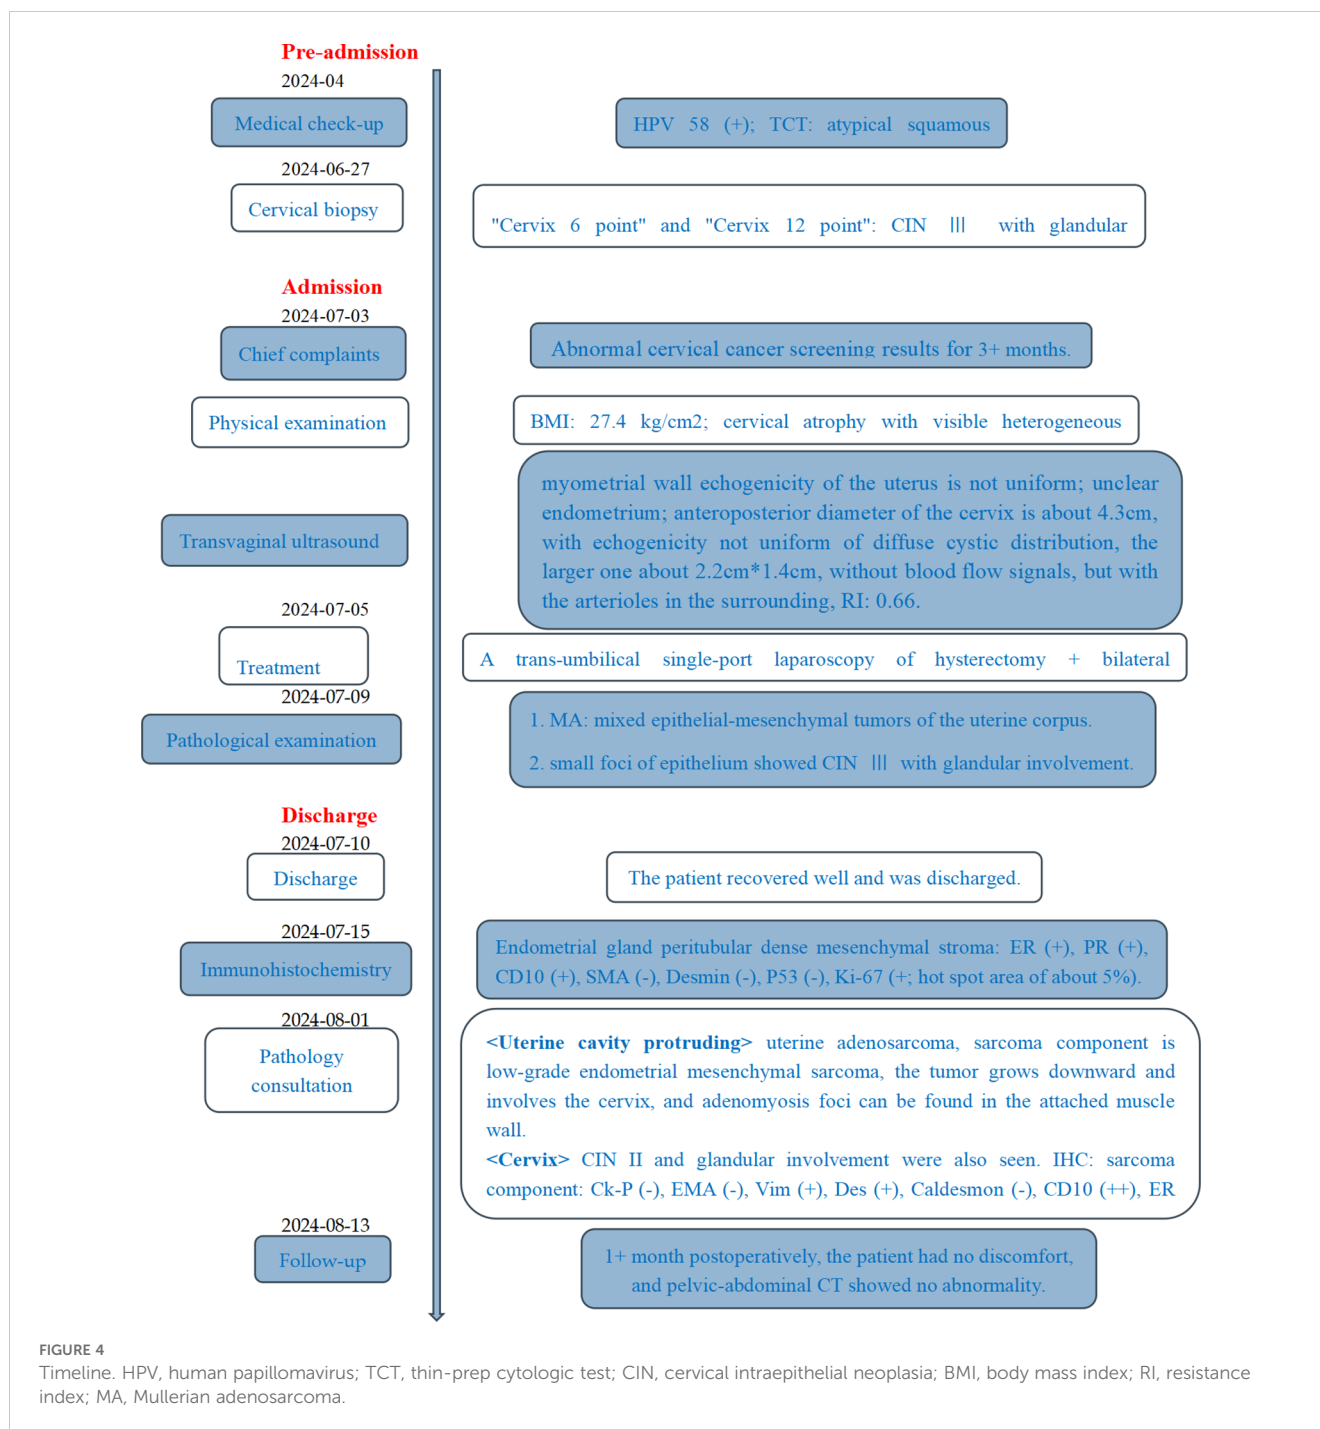 Pre-admission
2024-04
Medical check-up
HPV 58 (+); TCT: atypical squamous
2024-06-27
Cervical biopsy
"Cervix 6 point" and "Cervix 12 point": CIN Ⅲ with glandular
Admission
2024-07-03
Chief complaints
Abnormal cervical cancer screening results for 3+ months.
Physical examination
BMI: 27.4 kg/cm2; cervical atrophy with visible heterogeneous
Transvaginal ultrasound
myometrial wall echogenicity of the uterus is not uniform; unclear
endometrium; anteroposterior diameter of the cervix is about 4.3cm,
with echogenicity not uniform of diffuse cystic distribution, the
larger one about 2.2cm*1.4cm, without blood flow signals, but with
the arterioles in the surrounding, RI: 0.66.
2024-07-05
Treatment
A trans-umbilical single-port laparoscopy of hysterectomy + bilateral
2024-07-09
Pathological examination
1. MA: mixed epithelial-mesenchymal tumors of the uterine corpus.
2. small foci of epithelium showed CIN Ⅲ with glandular involvement.
Discharge
2024-07-10
Discharge
The patient recovered well and was discharged.
2024-07-15
Immunohistochemistry
Endometrial gland peritubular dense mesenchymal stroma: ER (+), PR (+),
CD10 (+), SMA (-), Desmin (-), P53 (-), Ki-67 (+; hot spot area of about 5%).
2024-08-01
Pathology
consultation
<Uterine cavity protruding> uterine adenosarcoma, sarcoma component is
low-grade endometrial mesenchymal sarcoma, the tumor grows downward and
involves the cervix, and adenomyosis foci can be found in the attached muscle
wall.
<Cervix> CIN II and glandular involvement were also seen. IHC: sarcoma
component: Ck-P (-), EMA (-), Vim (+), Des (+), Caldesmon (-), CD10 (++), ER
2024-08-13
Follow-up
1+ month postoperatively, the patient had no discomfort,
and pelvic-abdominal CT showed no abnormality.
FIGURE 4
Timeline. HPV, human papillomavirus; TCT, thin-prep cytologic test; CIN, cervical intraepithelial neoplasia; BMI, body mass index; RI, resistance
index; MA, Mullerian adenosarcoma.